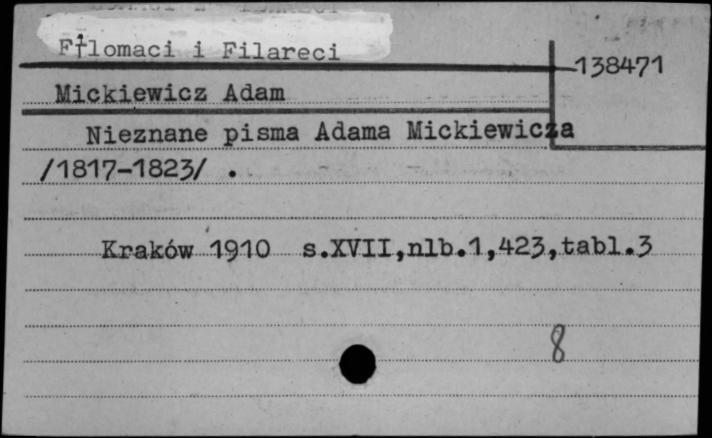 Filomaci i Filareci
138471
Mickiewicz Adam
Nieznane pisma Adama Mickiewicza
/1817-1823/ .
Kraków 1910 s.XVII,nlb.1,423,tabl.3
8